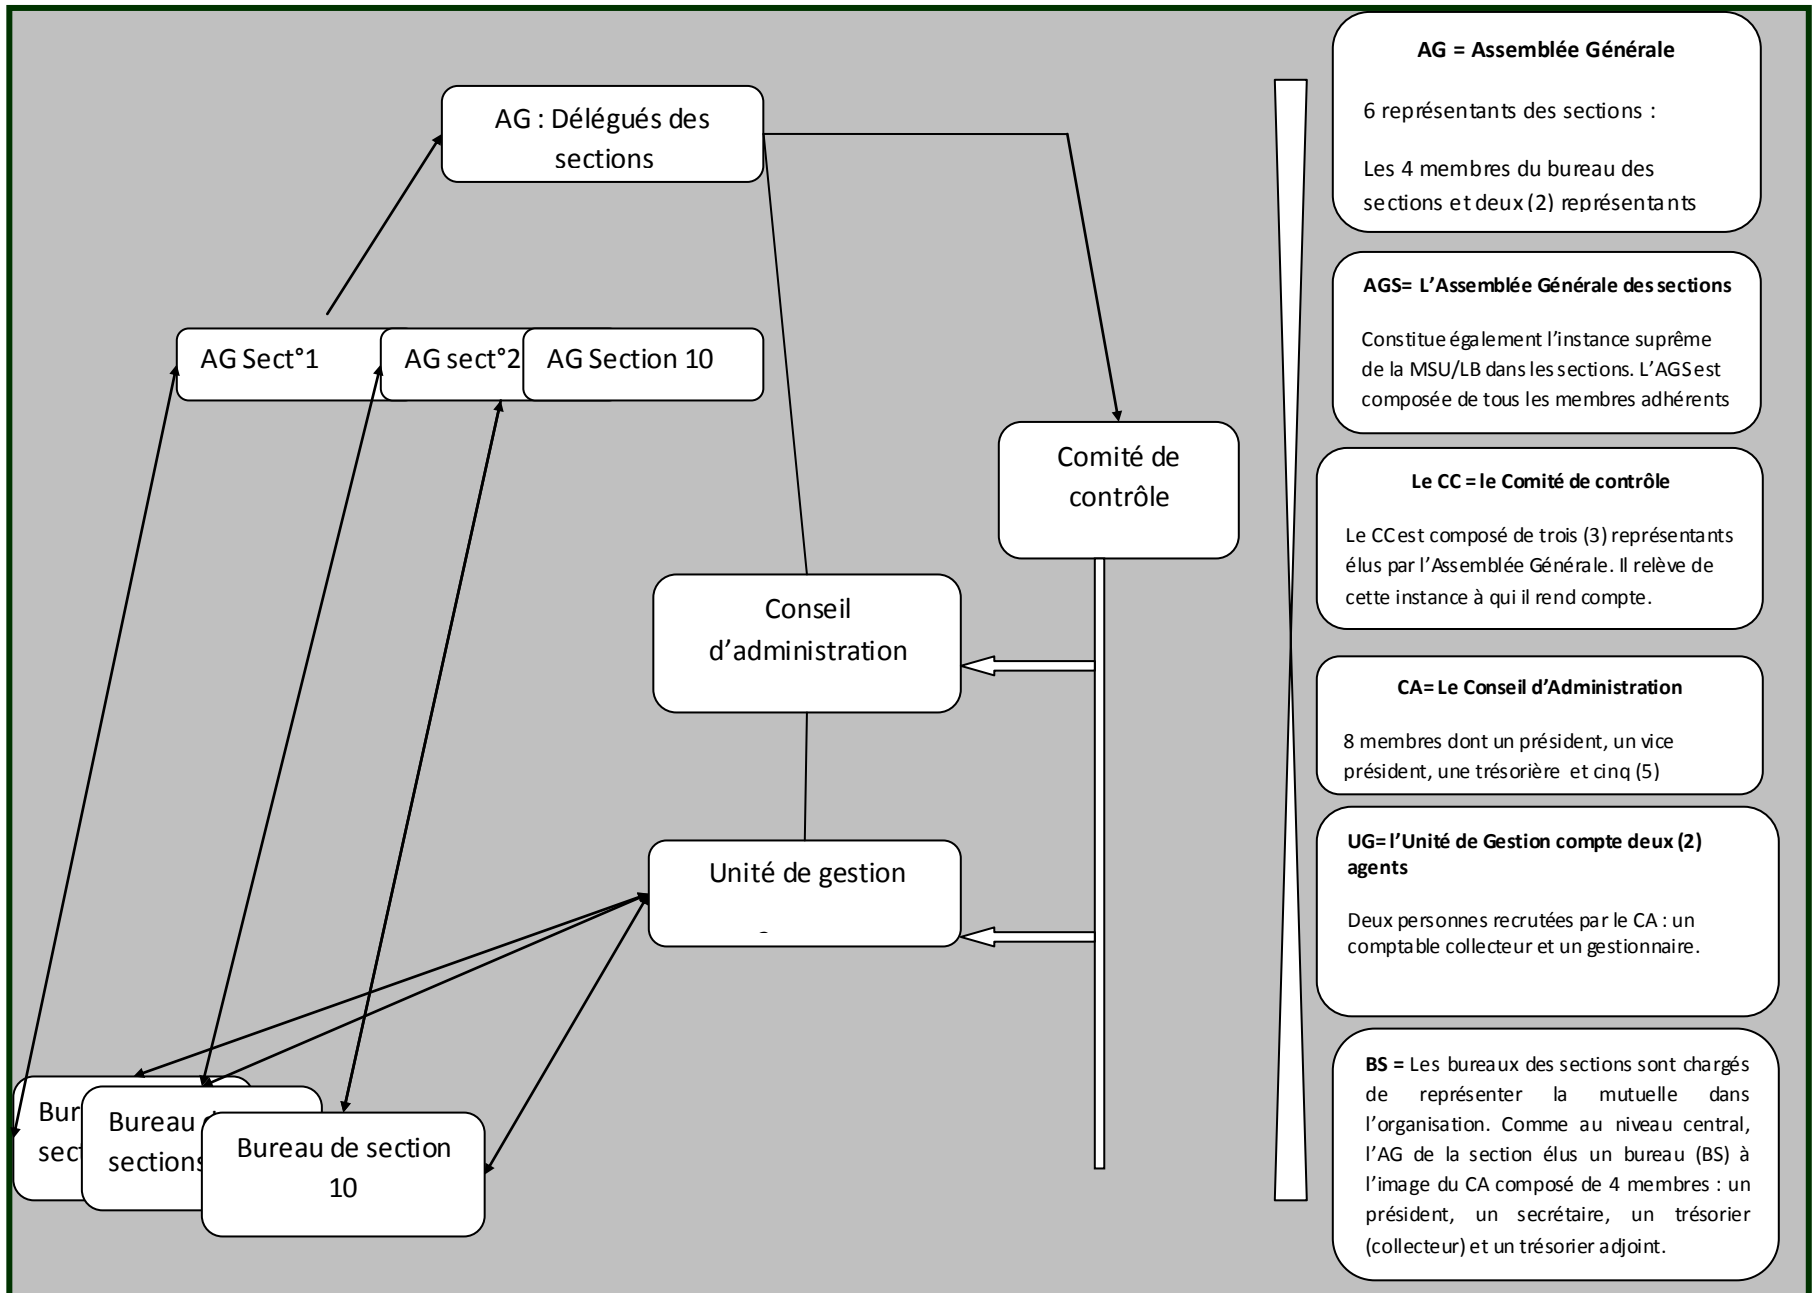 AG : Délégués des
sections
AG Sect°1
AG sect°2
AG Section 10
Comité de
contrôle
Conseil
d'administration
Unité de gestion
Bureau de section
10
sections
AG = Assemblée Générale
6 représentants des sections :
Les 4 membres du bureau des
sections et deux (2) représentants
AGS= L'Assemblée Générale des sections
Constitue également l'instance suprême
de la MSU/LB dans les sections. L'AGS est
composée de tous les membres adhérents
Le CC = le Comité de contrôle
Le CC est composé de trois (3) représentants
élus par l'Assemblée Générale. Il relève de
cette instance à qui il rend compte.
CA= Le Conseil d'Administration
8 membres dont un président, un vice
président, une trésorière et cinq (5)
UG= l'Unité de Gestion compte deux (2)
agents
Deux personnes recrutées par le CA : un
comptable collecteur et un gestionnaire.
BS = Les bureaux des sections sont chargés
de représenter la mutuelle dans
l'organisation. Comme au niveau central,
l'AG de la section élus un bureau (BS) à
l'image du CA composé de 4 membres : un
président, un secrétaire, un trésorier
(collecteur) et un trésorier adjoint.